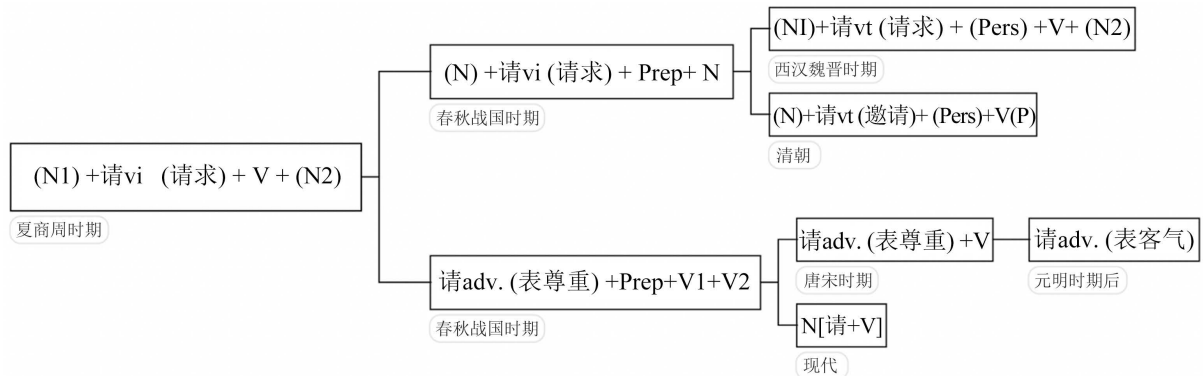 (NI)+请vt (请求) + (Pers) +V+ (N2)
西汉魏晋时期
(N) +请vi (请求) + Prep+ N
春秋战国时期
(N)+请vt (邀请)+ (Pers)+V(P)
清朝
(N1) +请vi (请求) + V + (N2)
夏商周时期
请adv. (表尊重) +V
唐宋时期
请adv. (表客气)
元明时期后
请adv. (表尊重) +Prep+V1+V2
春秋战国时期
N[请+V]
现代